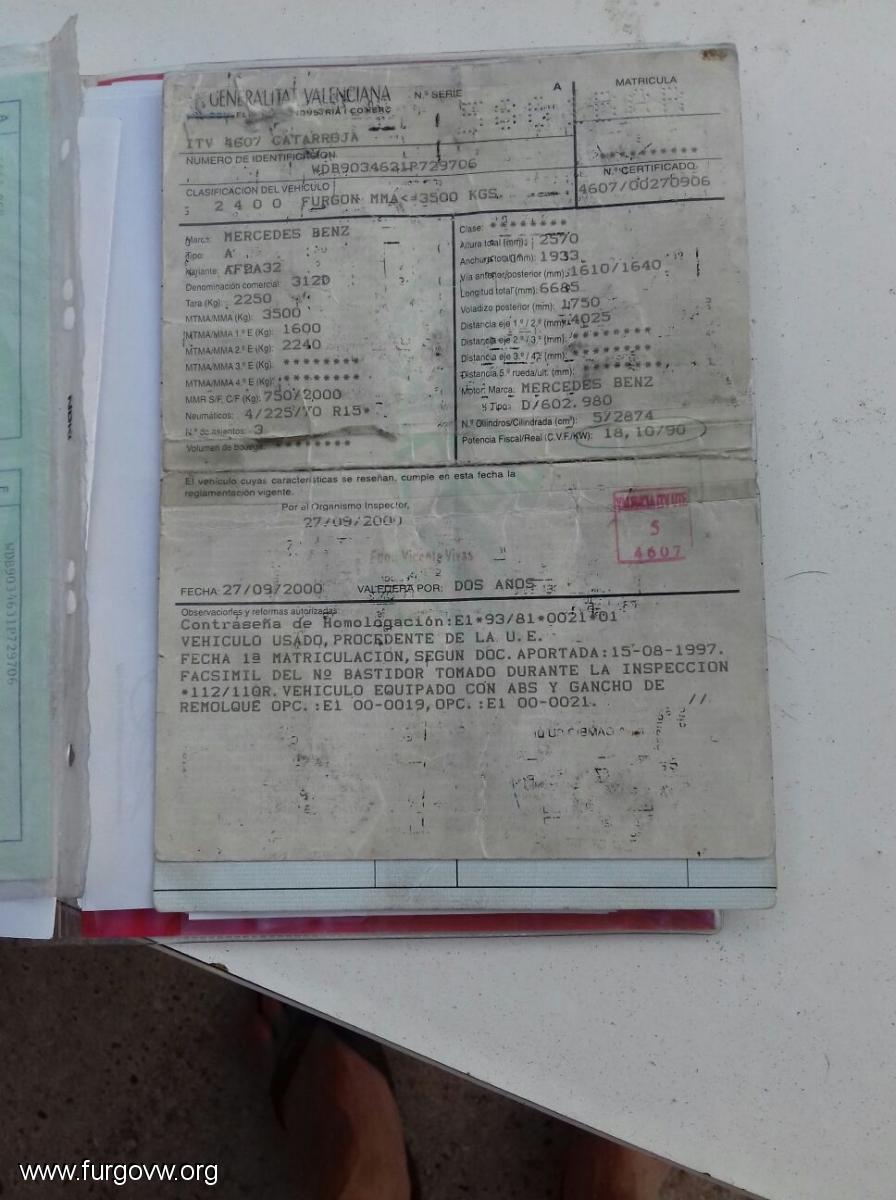 GENERALITAT VALENCIANA
Nº SERIE
A
MATRICULA
INDUSTRIA I COMERÇ
ITV 4607 CATARROJA
*********
NUMERO DE IDENTIFICACION
WDB9034621P729706
N.º CERTIFICADO
4607/00270906
CLASIFICACION DEL VEHICULO
2400 FURGON MMA<=3500 KGS.
Marca: MERCEDES BENZ
Tipo: A
Variante: AFBA32
Denominación comercial: 312D
Tara (Kg): 2250
MTMA/MMA (Kg): 3500
MTMA/MMA 1.º E (Kg): 1600
MTMA/MMA 2.º E (Kg): 2240
MTMA/MMA 3.º E (Kg): ********
MTMA/MMA 4.º E (Kg): ********
MMR S/F, C/F (Kg): 750/2000
Neumáticos: 4/225/70 R15*
N.º de asientos: 3
Volumen de bodega: ********
Clase: ********
Altura total (mm): 2570
Anchura total (mm): 1933
Vía anterior/posterior (mm): 1610/1640
Longitud total (mm): 6685
Voladizo posterior (mm): 1750
Distancia eje 1.º/2.º (mm): 4025
Distancia eje 2.º/3.º (mm): ********
Distancia eje 3.º/4.º (mm): ********
Distancia 5.ª rueda/ult. (mm): ********
Motor: Marca: MERCEDES BENZ
Tipo: D/602.980
N.º Cilindros/Cilindrada (cm³): 5/2874
Potencia Fiscal/Real (C.V.F./KW): 18,10/90
El vehículo cuyas características se reseñan, cumple en esta fecha la
reglamentación vigente.
Por el Organismo Inspector,
27/09/2000
Fdo.: Vicente Vivas
5
4607
FECHA: 27/09/2000 VALEDERA POR: DOS AÑOS
Observaciones y reformas autorizadas:
Contraseña de Homologación:E1*93/81*0021*01
VEHICULO USADO,PROCEDENTE DE LA U.E.
FECHA 1ª MATRICULACION,SEGUN DOC.APORTADA:15-08-1997.
FACSIMIL DEL Nº BASTIDOR TOMADO DURANTE LA INSPECCION
*112/110R.VEHICULO EQUIPADO CON ABS Y GANCHO DE
REMOLQUE OPC.:E1 00-0019,OPC.:E1 00-0021. //
www.furgovw.org